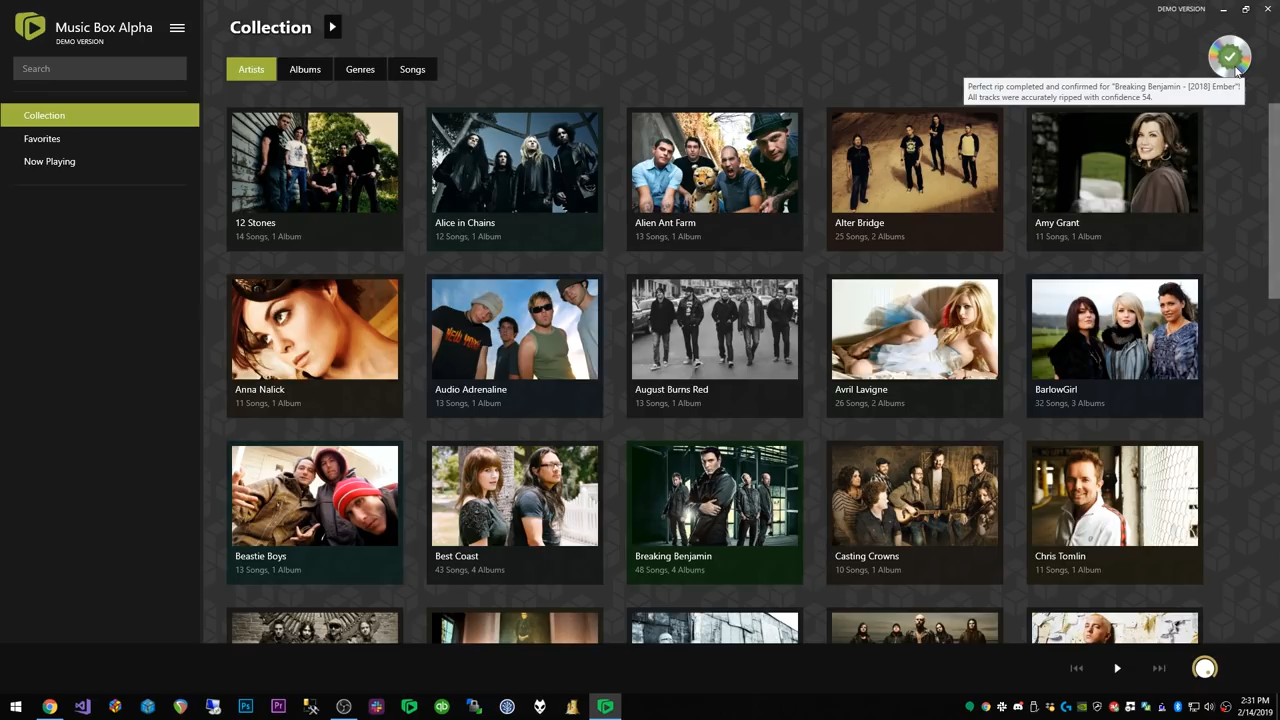 Music Box Alpha
DEMO VERSION
Search
Collection
Favorites
Now Playing
Collection
DEMO VERSION
Artists
Albums
Genres
Songs
Perfect rip completed and confirmed for "Breaking Benjamin - [2018] Ember"!
All tracks were accurately ripped with confidence 54.
12 Stones
14 Songs, 1 Album
Alice in Chains
12 Songs, 1 Album
Alien Ant Farm
13 Songs, 1 Album
Alter Bridge
25 Songs, 2 Albums
Amy Grant
11 Songs, 1 Album
Anna Nalick
11 Songs, 1 Album
Audio Adrenaline
13 Songs, 1 Album
August Burns Red
13 Songs, 1 Album
Avril Lavigne
26 Songs, 2 Albums
BarlowGirl
32 Songs, 3 Albums
Beastie Boys
13 Songs, 1 Album
Best Coast
43 Songs, 4 Albums
Breaking Benjamin
48 Songs, 4 Albums
Casting Crowns
10 Songs, 1 Album
Chris Tomlin
11 Songs, 1 Album
Ps
Pr
qb
2:31 PM
2/14/2019